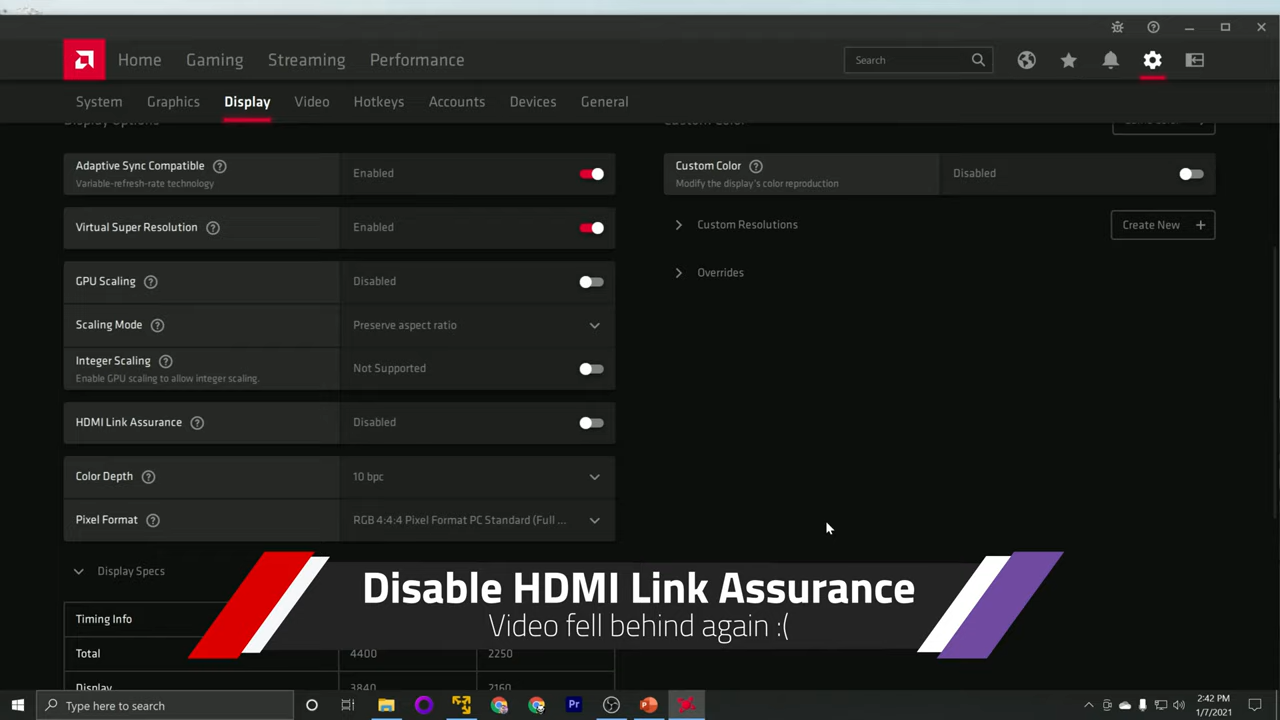 Home
Gaming
Streaming
Performance
Search
System
Graphics
Display
Video
Hotkeys
Accounts
Devices
General
Display Options
Custom Color
Adaptive Sync Compatible
Variable-refresh-rate technology
Enabled
Custom Color
Modify the display's color reproduction
Disabled
Virtual Super Resolution
Enabled
Custom Resolutions
Create New
GPU Scaling
Disabled
Overrides
Scaling Mode
Preserve aspect ratio
Integer Scaling
Enable GPU scaling to allow integer scaling.
Not Supported
HDMI Link Assurance
Disabled
Color Depth
10 bpc
Pixel Format
RGB 4:4:4 Pixel Format PC Standard (Full ...
Display Specs
Disable HDMI Link Assurance
Video fell behind again :(
Timing Info
Total
4400
2250
Display
3840
2160
Type here to search
Pr
2:42 PM
1/7/2021